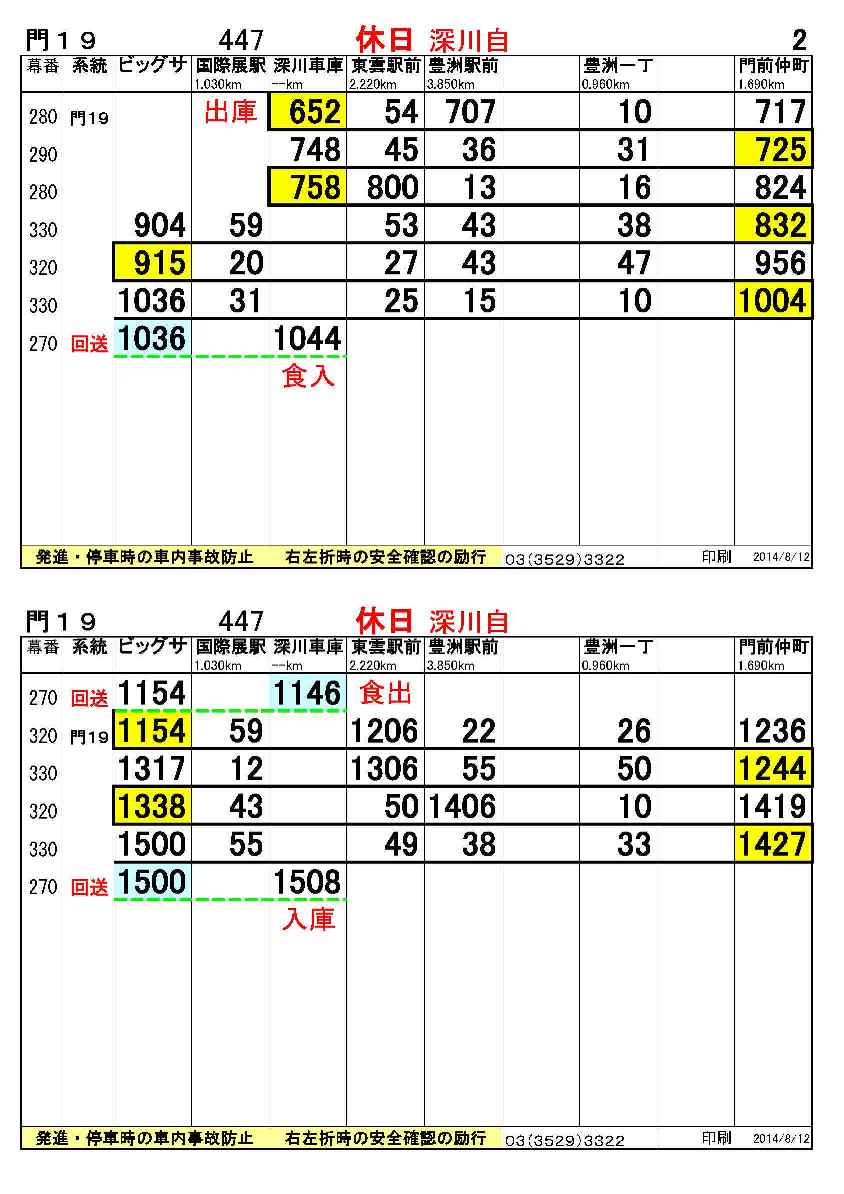 門１９ 447 休日 深川自 2
幕番 系統 ビッグサ 国際展駅 深川車庫 東雲駅前 豊洲駅前 豊洲一丁 門前仲町
1.030km --km 2.220km 3.850km 0.960km 1.690km
280 門19 出庫 652 54 707 10 717
290 748 45 36 31 725
280 758 800 13 16 824
330 904 59 53 43 38 832
320 915 20 27 43 47 956
330 1036 31 25 15 10 1004
270 回送 1036 1044
食入
発進・停車時の車内事故防止 右左折時の安全確認の励行 03(3529)3322 印刷 2014/8/12
門１９ 447 休日 深川自
幕番 系統 ビッグサ 国際展駅 深川車庫 東雲駅前 豊洲駅前 豊洲一丁 門前仲町
1.030km --km 2.220km 3.850km 0.960km 1.690km
270 回送 1154 1146 食出
320 門19 1154 59 1206 22 26 1236
330 1317 12 1306 55 50 1244
320 1338 43 50 1406 10 1419
330 1500 55 49 38 33 1427
270 回送 1500 1508
入庫
発進・停車時の車内事故防止 右左折時の安全確認の励行 03(3529)3322 印刷 2014/8/12